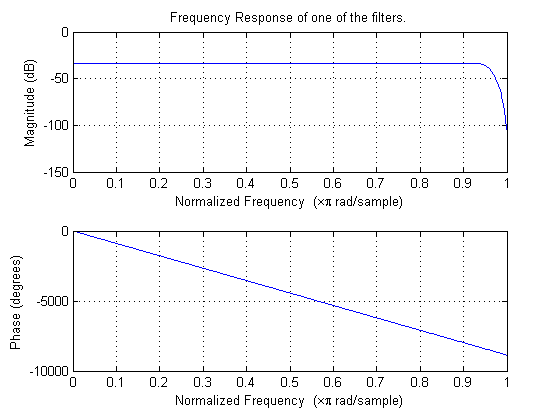 Frequency Response of one of the filters.
0
-50
-100
-150
Magnitude (dB)
0 0.1 0.2 0.3 0.4 0.5 0.6 0.7 0.8 0.9 1
Normalized Frequency (×π rad/sample)
0
-5000
-10000
Phase (degrees)
0 0.1 0.2 0.3 0.4 0.5 0.6 0.7 0.8 0.9 1
Normalized Frequency (×π rad/sample)